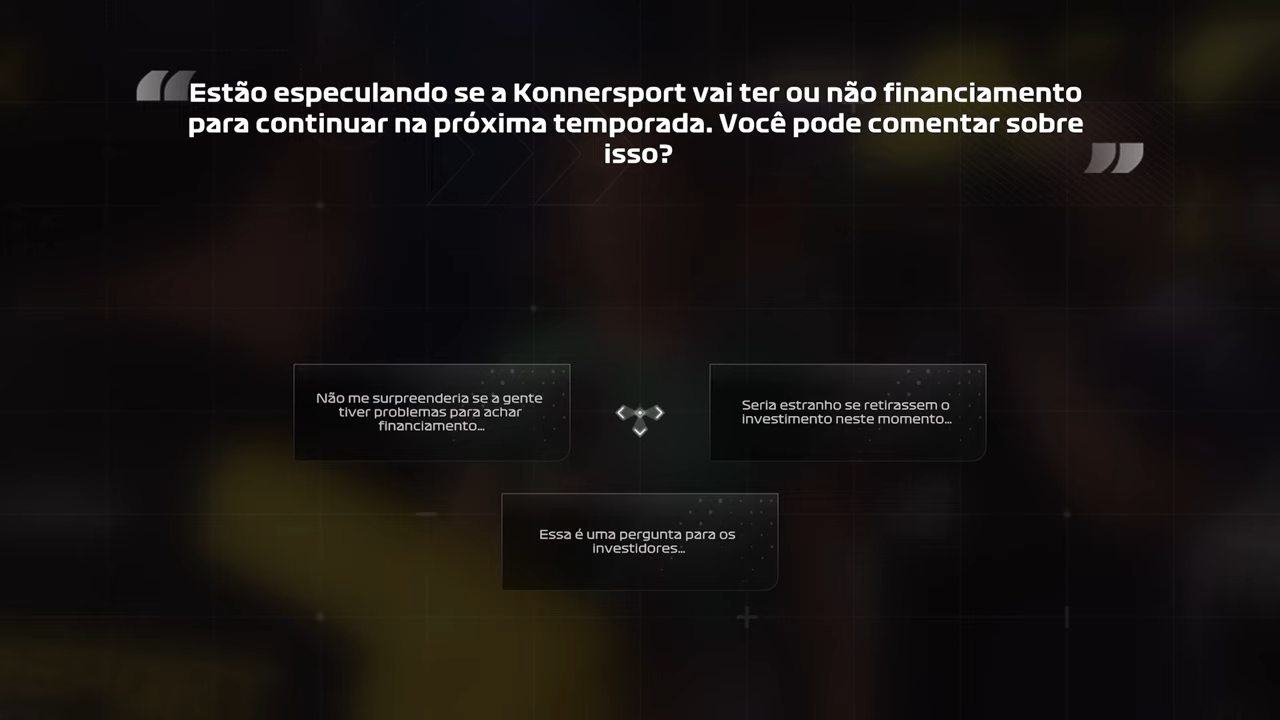 Estão especulando se a Konnersport vai ter ou não financiamento
para continuar na próxima temporada. Você pode comentar sobre
isso?
Não me surpreenderia se a gente
tiver problemas para achar
financiamento...
Seria estranho se retirassem o
investimento neste momento...
Essa é uma pergunta para os
investidores...